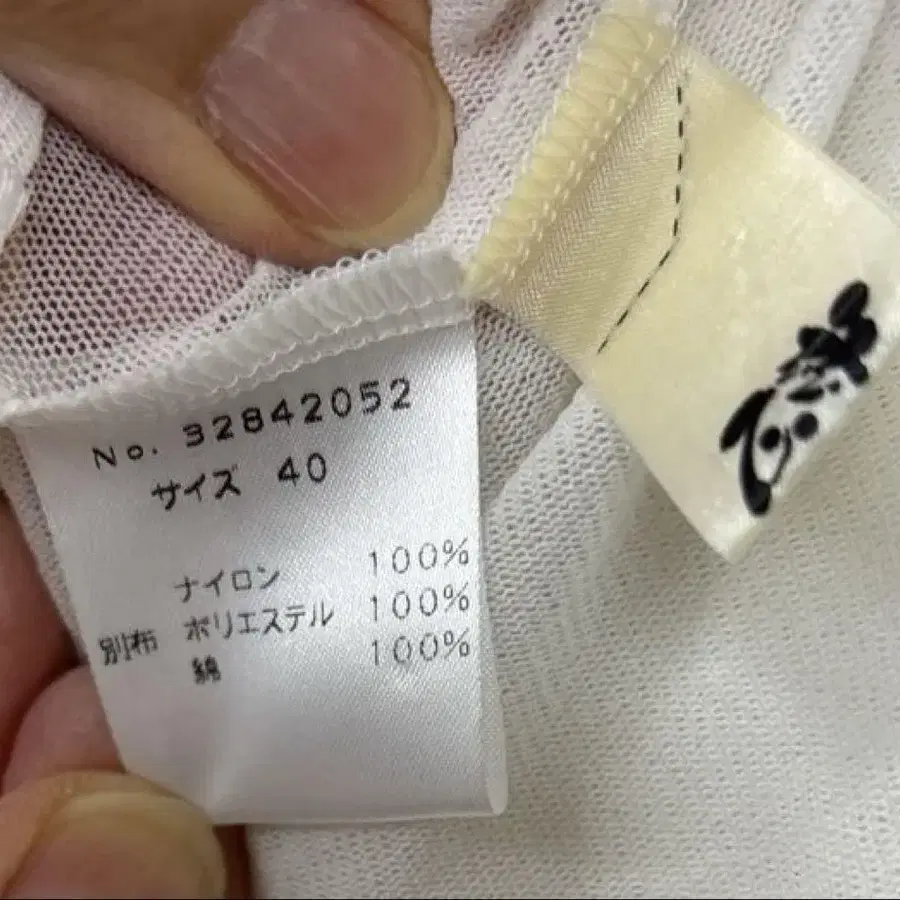 No. 32842052
サイズ 40
ナイロン 100%
別布 ポリエステル 100%
綿 100%